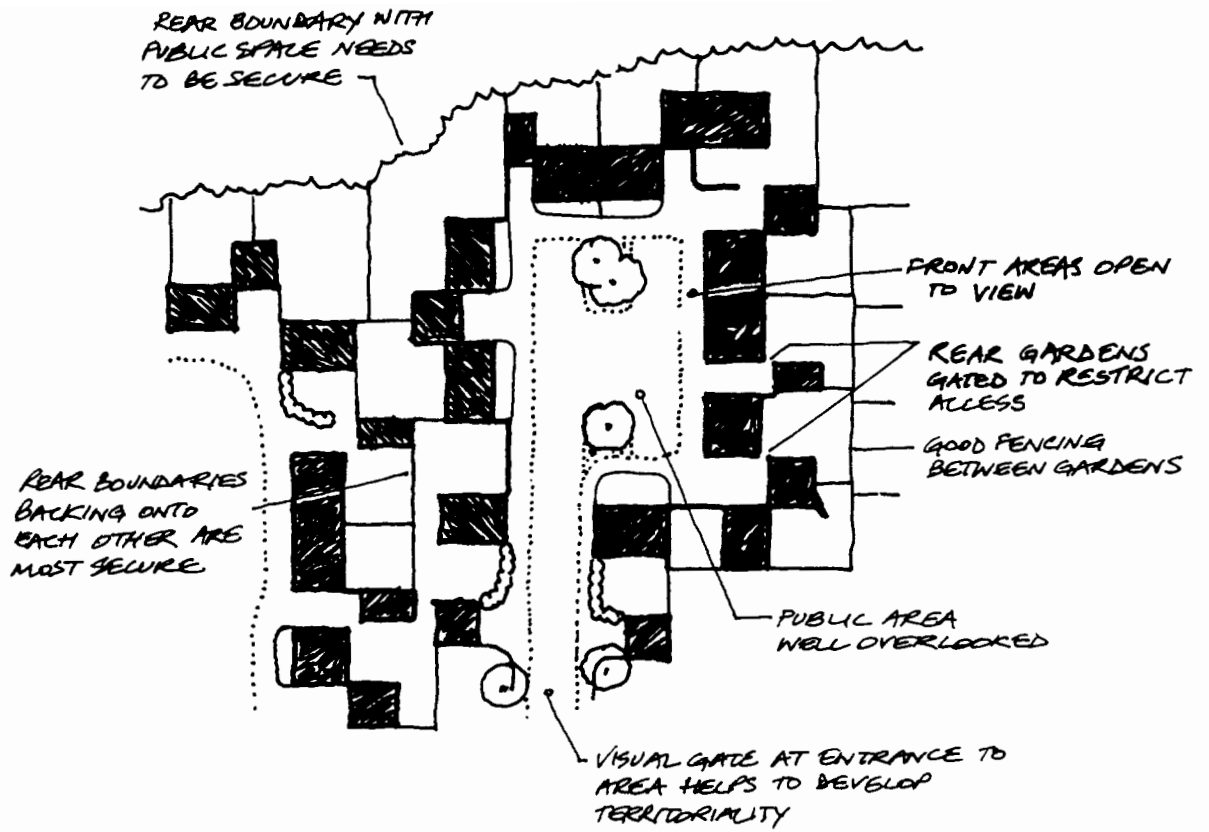 REAR BOUNDARY WITH
PUBLIC SPACE NEEDS
TO BE SECURE
FRONT AREAS OPEN
TO VIEW
REAR GARDENS
GATED TO RESTRICT
ACCESS
GOOD FENCING
BETWEEN GARDENS
REAR BOUNDARIES
BACKING ONTO
EACH OTHER ARE
MOST SECURE
PUBLIC AREA
WELL OVERLOOKED
VISUAL GATE AT ENTRANCE TO
AREA HELPS TO DEVELOP
TERRITORIALITY